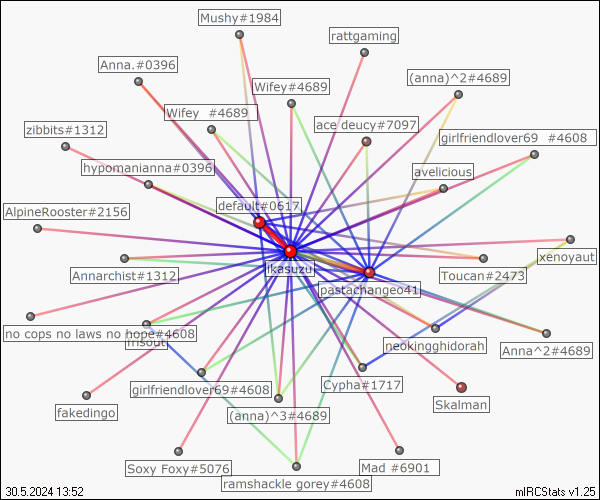 Mushy#1984
rattgaming
Anna.#0396
(anna)^2#4689
Wifey#4689
Wifey  #4689
ace deucy#7097
zibbits#1312
girlfriendlover69  #4608
hypomanianna#0396
avelicious
default#0617
AlpineRooster#2156
xenoyaut
ikasuzu
Annarchist#1312
Toucan#2473
pastachangeo41
no cops no laws no hope#4608
neokingghidorah
Anna^2#4689
girlfriendlover69#4608
Cypha#1717
fakedingo
(anna)^3#4689
Skalman
Soxy Foxy#5076
Mad #6901
ramshackle gorey#4608
30.5.2024 13:52
mIRCStats v1.25